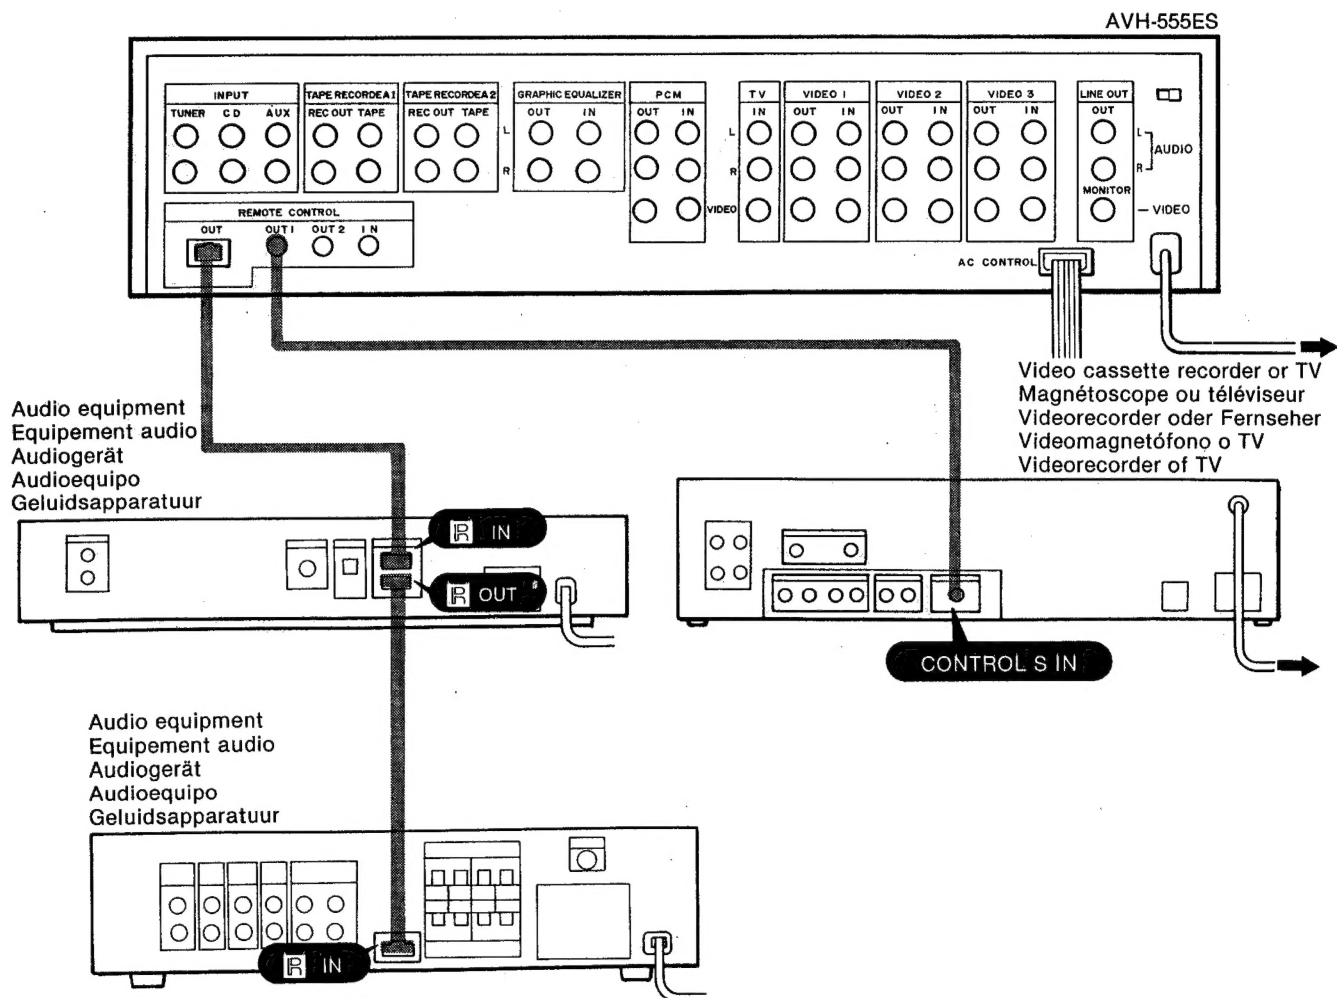 AVH-555ES
INPUT
TUNER CD AUX
TAPE RECORDEA 1
REC OUT TAPE
TAPE RECORDEA 2
REC OUT TAPE
L
R
GRAPHIC EQUALIZER
OUT IN
PCM
OUT IN
L
R
VIDEO
TV
IN
VIDEO 1
OUT IN
VIDEO 2
OUT IN
VIDEO 3
OUT IN
LINE OUT
OUT
L
R
AUDIO
MONITOR
— VIDEO
REMOTE CONTROL
OUT OUT 1 OUT 2 IN
AC CONTROL
Video cassette recorder or TV
Magnétoscope ou téléviseur
Videorecorder oder Fernseher
Videomagnetófono o TV
Videorecorder of TV
Audio equipment
Equipement audio
Audiogerät
Audioequipo
Geluidsapparatuur
R IN
R OUT
CONTROL S IN
Audio equipment
Equipement audio
Audiogerät
Audioequipo
Geluidsapparatuur
R IN